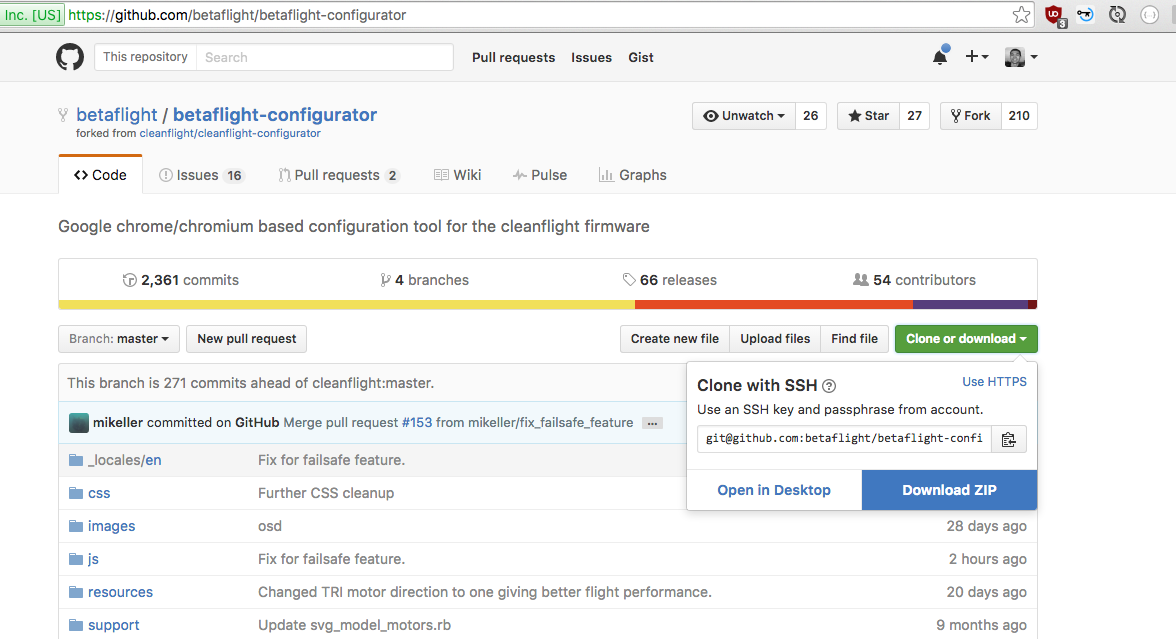 Inc. [US] https://github.com/betaflight/betaflight-configurator
3
This repository Search Pull requests Issues Gist
betaflight / betaflight-configurator Unwatch 26 Star 27 Fork 210
forked from cleanflight/cleanflight-configurator
Code Issues 16 Pull requests 2 Wiki Pulse Graphs
Google chrome/chromium based configuration tool for the cleanflight firmware
2,361 commits 4 branches 66 releases 54 contributors
Branch: master New pull request Create new file Upload files Find file Clone or download
This branch is 271 commits ahead of cleanflight:master.
Clone with SSH ? Use HTTPS
Use an SSH key and passphrase from account.
mikeller committed on GitHub Merge pull request #153 from mikeller/fix_failsafe_feature ...
git@github.com:betaflight/betaflight-confi
_locales/en Fix for failsafe feature.
Open in Desktop Download ZIP
css Further CSS cleanup
images osd 28 days ago
js Fix for failsafe feature. 2 hours ago
resources Changed TRI motor direction to one giving better flight performance. 20 days ago
support Update svg_model_motors.rb 9 months ago